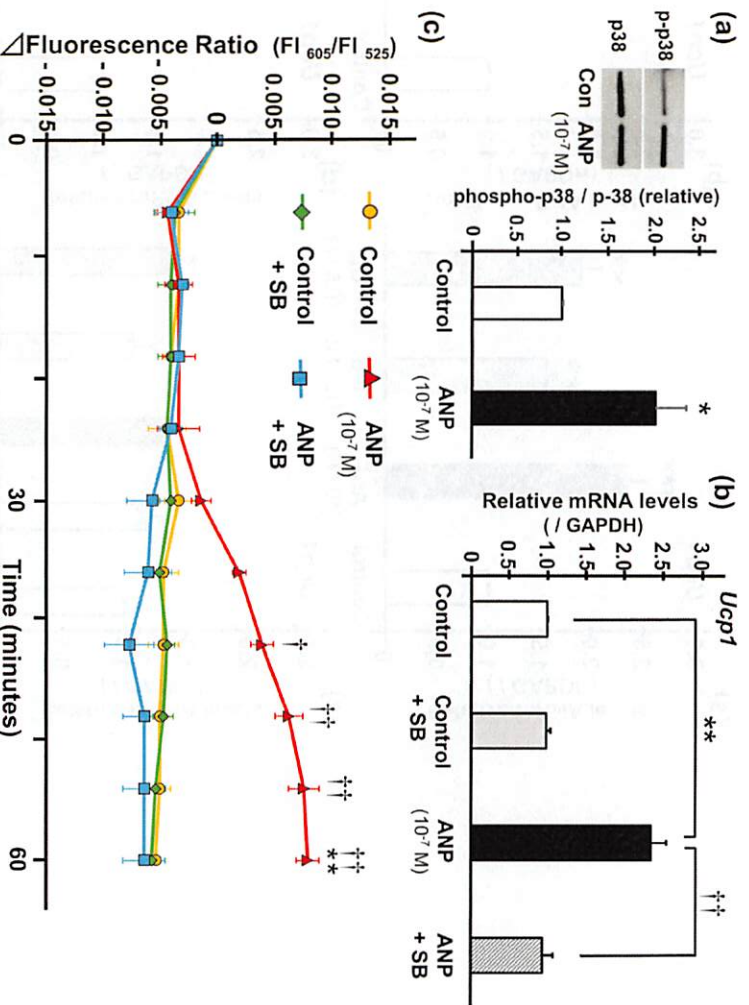 (a)
p-p38
p38
Con ANP
(10⁻⁷ M)
phospho-p38 / p-38 (relative)
2.5
2.0
1.5
1.0
0.5
0
*
Control
ANP
(10⁻⁷ M)
(b)
Ucp1
Relative mRNA levels
( / GAPDH)
3.0
2.5
2.0
1.5
1.0
0.5
0
**
††
Control
Control
+ SB
ANP
(10⁻⁷ M)
ANP
+ SB
(c)
⊿Fluorescence Ratio (FI 605/FI 525)
0.015
0.010
0.005
0
- 0.005
- 0.010
- 0.015
Control
ANP
(10⁻⁷ M)
Control
+ SB
ANP
+ SB
†
††
††
††
**
0
30
60
Time (minutes)